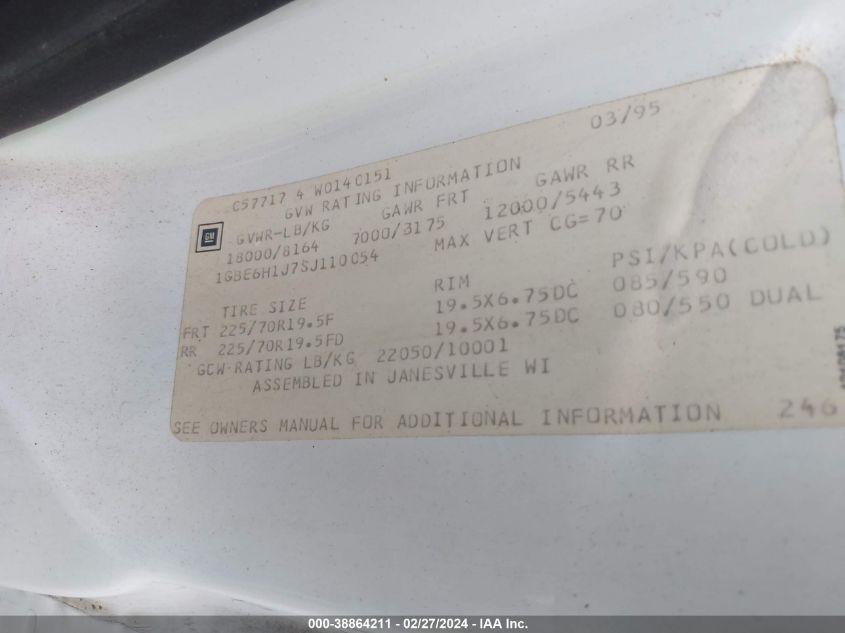 03/95
C57717 4 W0140151
GVW RATING INFORMATION
GVWR-LB/KG GAWR FRT GAWR RR
18000/8164 7000/3175 12000/5443
1GBE6H1J7SJ110054 MAX VERT CG=70
TIRE SIZE RIM PSI/KPA(COLD)
FRT 225/70R19.5F 19.5X6.75DC 085/590
RR 225/70R19.5FD 19.5X6.75DC 080/550 DUAL
GCW-RATING LB/KG 22050/10001
ASSEMBLED IN JANESVILLE WI
SEE OWNERS MANUAL FOR ADDITIONAL INFORMATION 246
GM
000-38864211 - 02/27/2024 - IAA Inc.